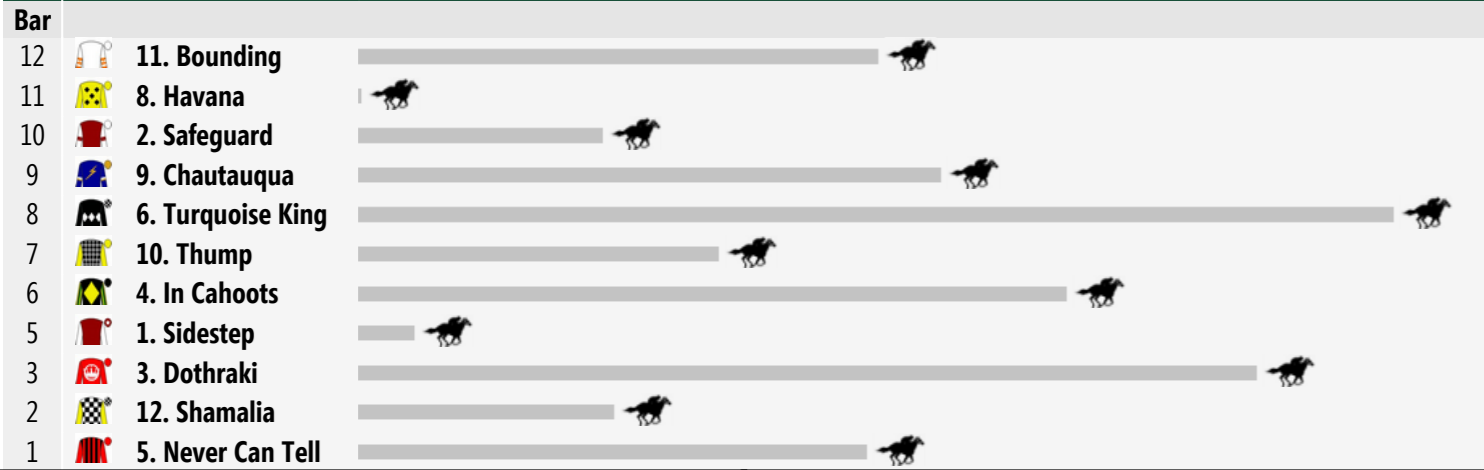 Bar
12 11. Bounding
11 8. Havana
10 2. Safeguard
9 9. Chautauqua
8 6. Turquoise King
7 10. Thump
6 4. In Cahoots
5 1. Sidestep
3 3. Dothraki
2 12. Shamalia
1 5. Never Can Tell